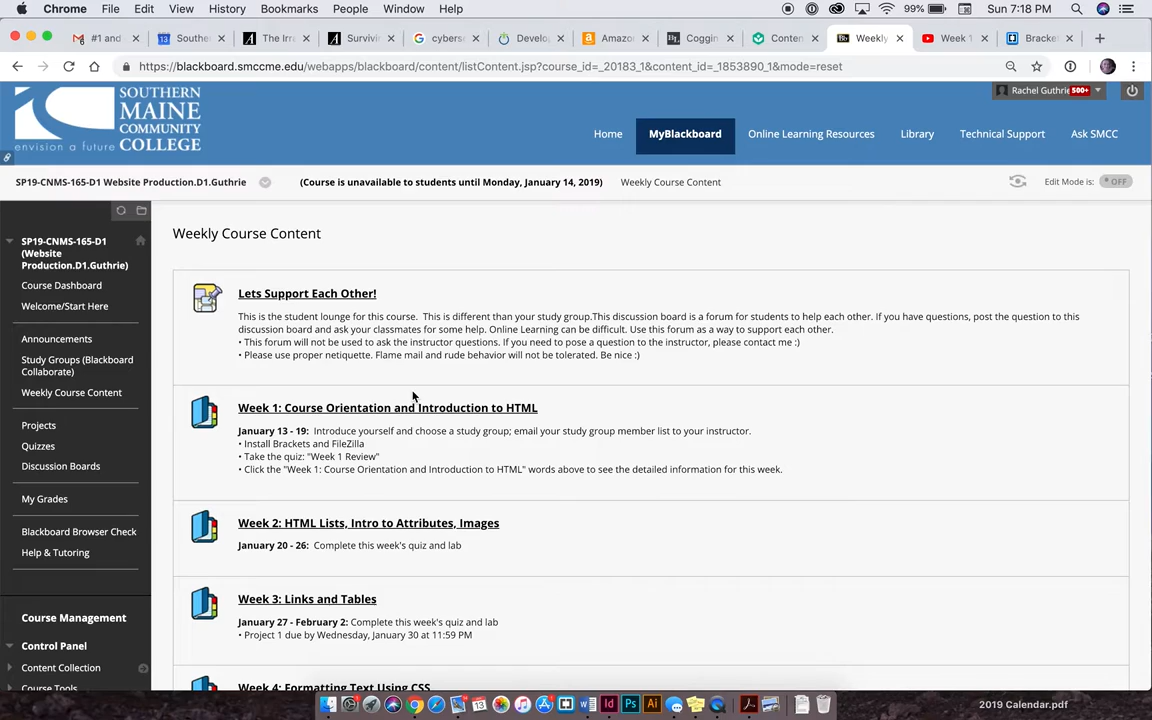 Chrome File Edit View History Bookmarks People Window Help 99% Sun 7:18 PM
#1 and Southe The Irre Survivi cyberse Develo Amazo Coggin Conten Weekly Week 1 Bracke
https://blackboard.smccme.edu/webapps/blackboard/content/listContent.jsp?course_id=_20183_1&content_id=_1853890_1&mode=reset
SOUTHERN
MAINE
COMMUNITY
COLLEGE
envision a future
Rachel Guthrie 500+
Home MyBlackboard Online Learning Resources Library Technical Support Ask SMCC
SP19-CNMS-165-D1 Website Production.D1.Guthrie (Course is unavailable to students until Monday, January 14, 2019) Weekly Course Content Edit Mode is: OFF
SP19-CNMS-165-D1
(Website
Production.D1.Guthrie)
Course Dashboard
Welcome/Start Here
Announcements
Study Groups (Blackboard
Collaborate)
Weekly Course Content
Projects
Quizzes
Discussion Boards
My Grades
Blackboard Browser Check
Help & Tutoring
Course Management
Control Panel
Content Collection
Course Tools
Weekly Course Content
Lets Support Each Other!
This is the student lounge for this course. This is different than your study group.This discussion board is a forum for students to help each other. If you have questions, post the question to this
discussion board and ask your classmates for some help. Online Learning can be difficult. Use this forum as a way to support each other.
• This forum will not be used to ask the instructor questions. If you need to pose a question to the instructor, please contact me :)
• Please use proper netiquette. Flame mail and rude behavior will not be tolerated. Be nice :)
Week 1: Course Orientation and Introduction to HTML
January 13 - 19: Introduce yourself and choose a study group; email your study group member list to your instructor.
• Install Brackets and FileZilla
• Take the quiz: "Week 1 Review"
• Click the "Week 1: Course Orientation and Introduction to HTML" words above to see the detailed information for this week.
Week 2: HTML Lists, Intro to Attributes, Images
January 20 - 26: Complete this week's quiz and lab
Week 3: Links and Tables
January 27 - February 2: Complete this week's quiz and lab
• Project 1 due by Wednesday, January 30 at 11:59 PM
Week 4: Formatting Text Using CSS
2019 Calendar.pdf